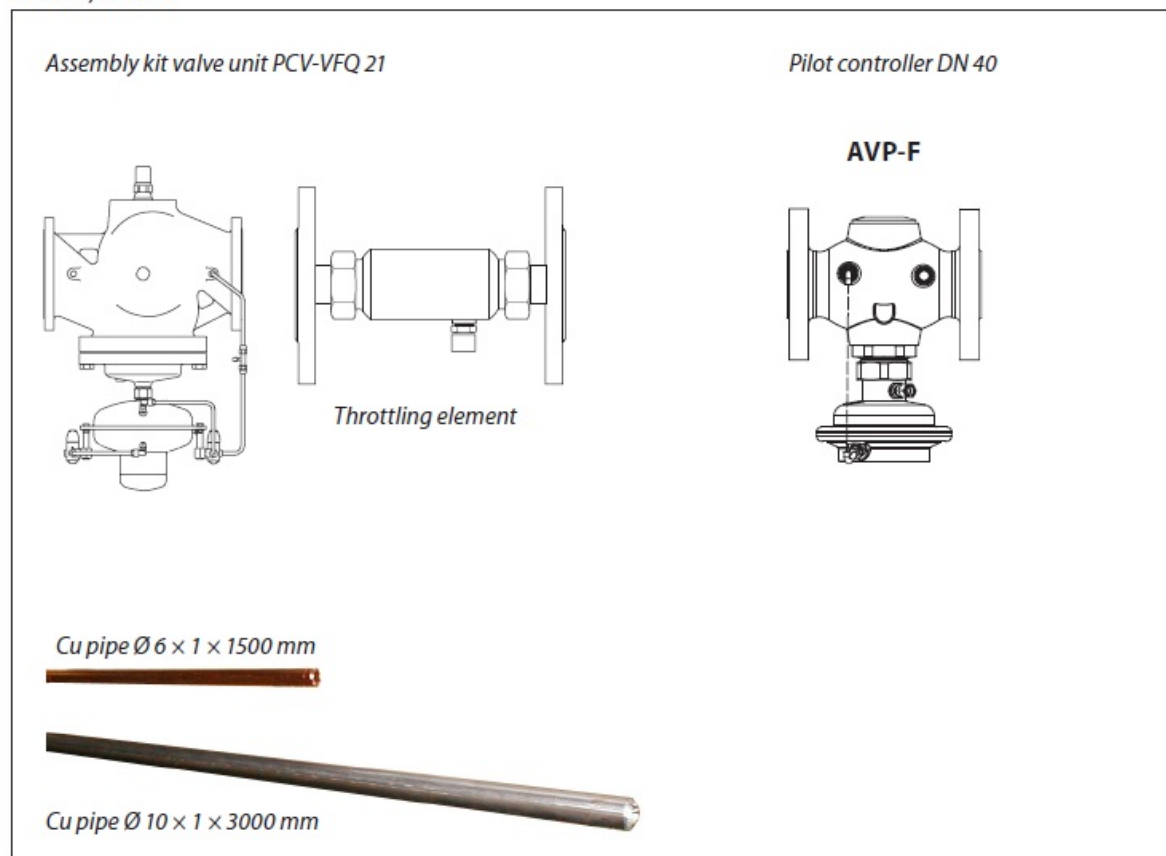 Assembly kit valve unit PCV-VFQ 21
Pilot controller DN 40
AVP-F
Throttling element
Cu pipe Ø 6 × 1 × 1500 mm
Cu pipe Ø 10 × 1 × 3000 mm